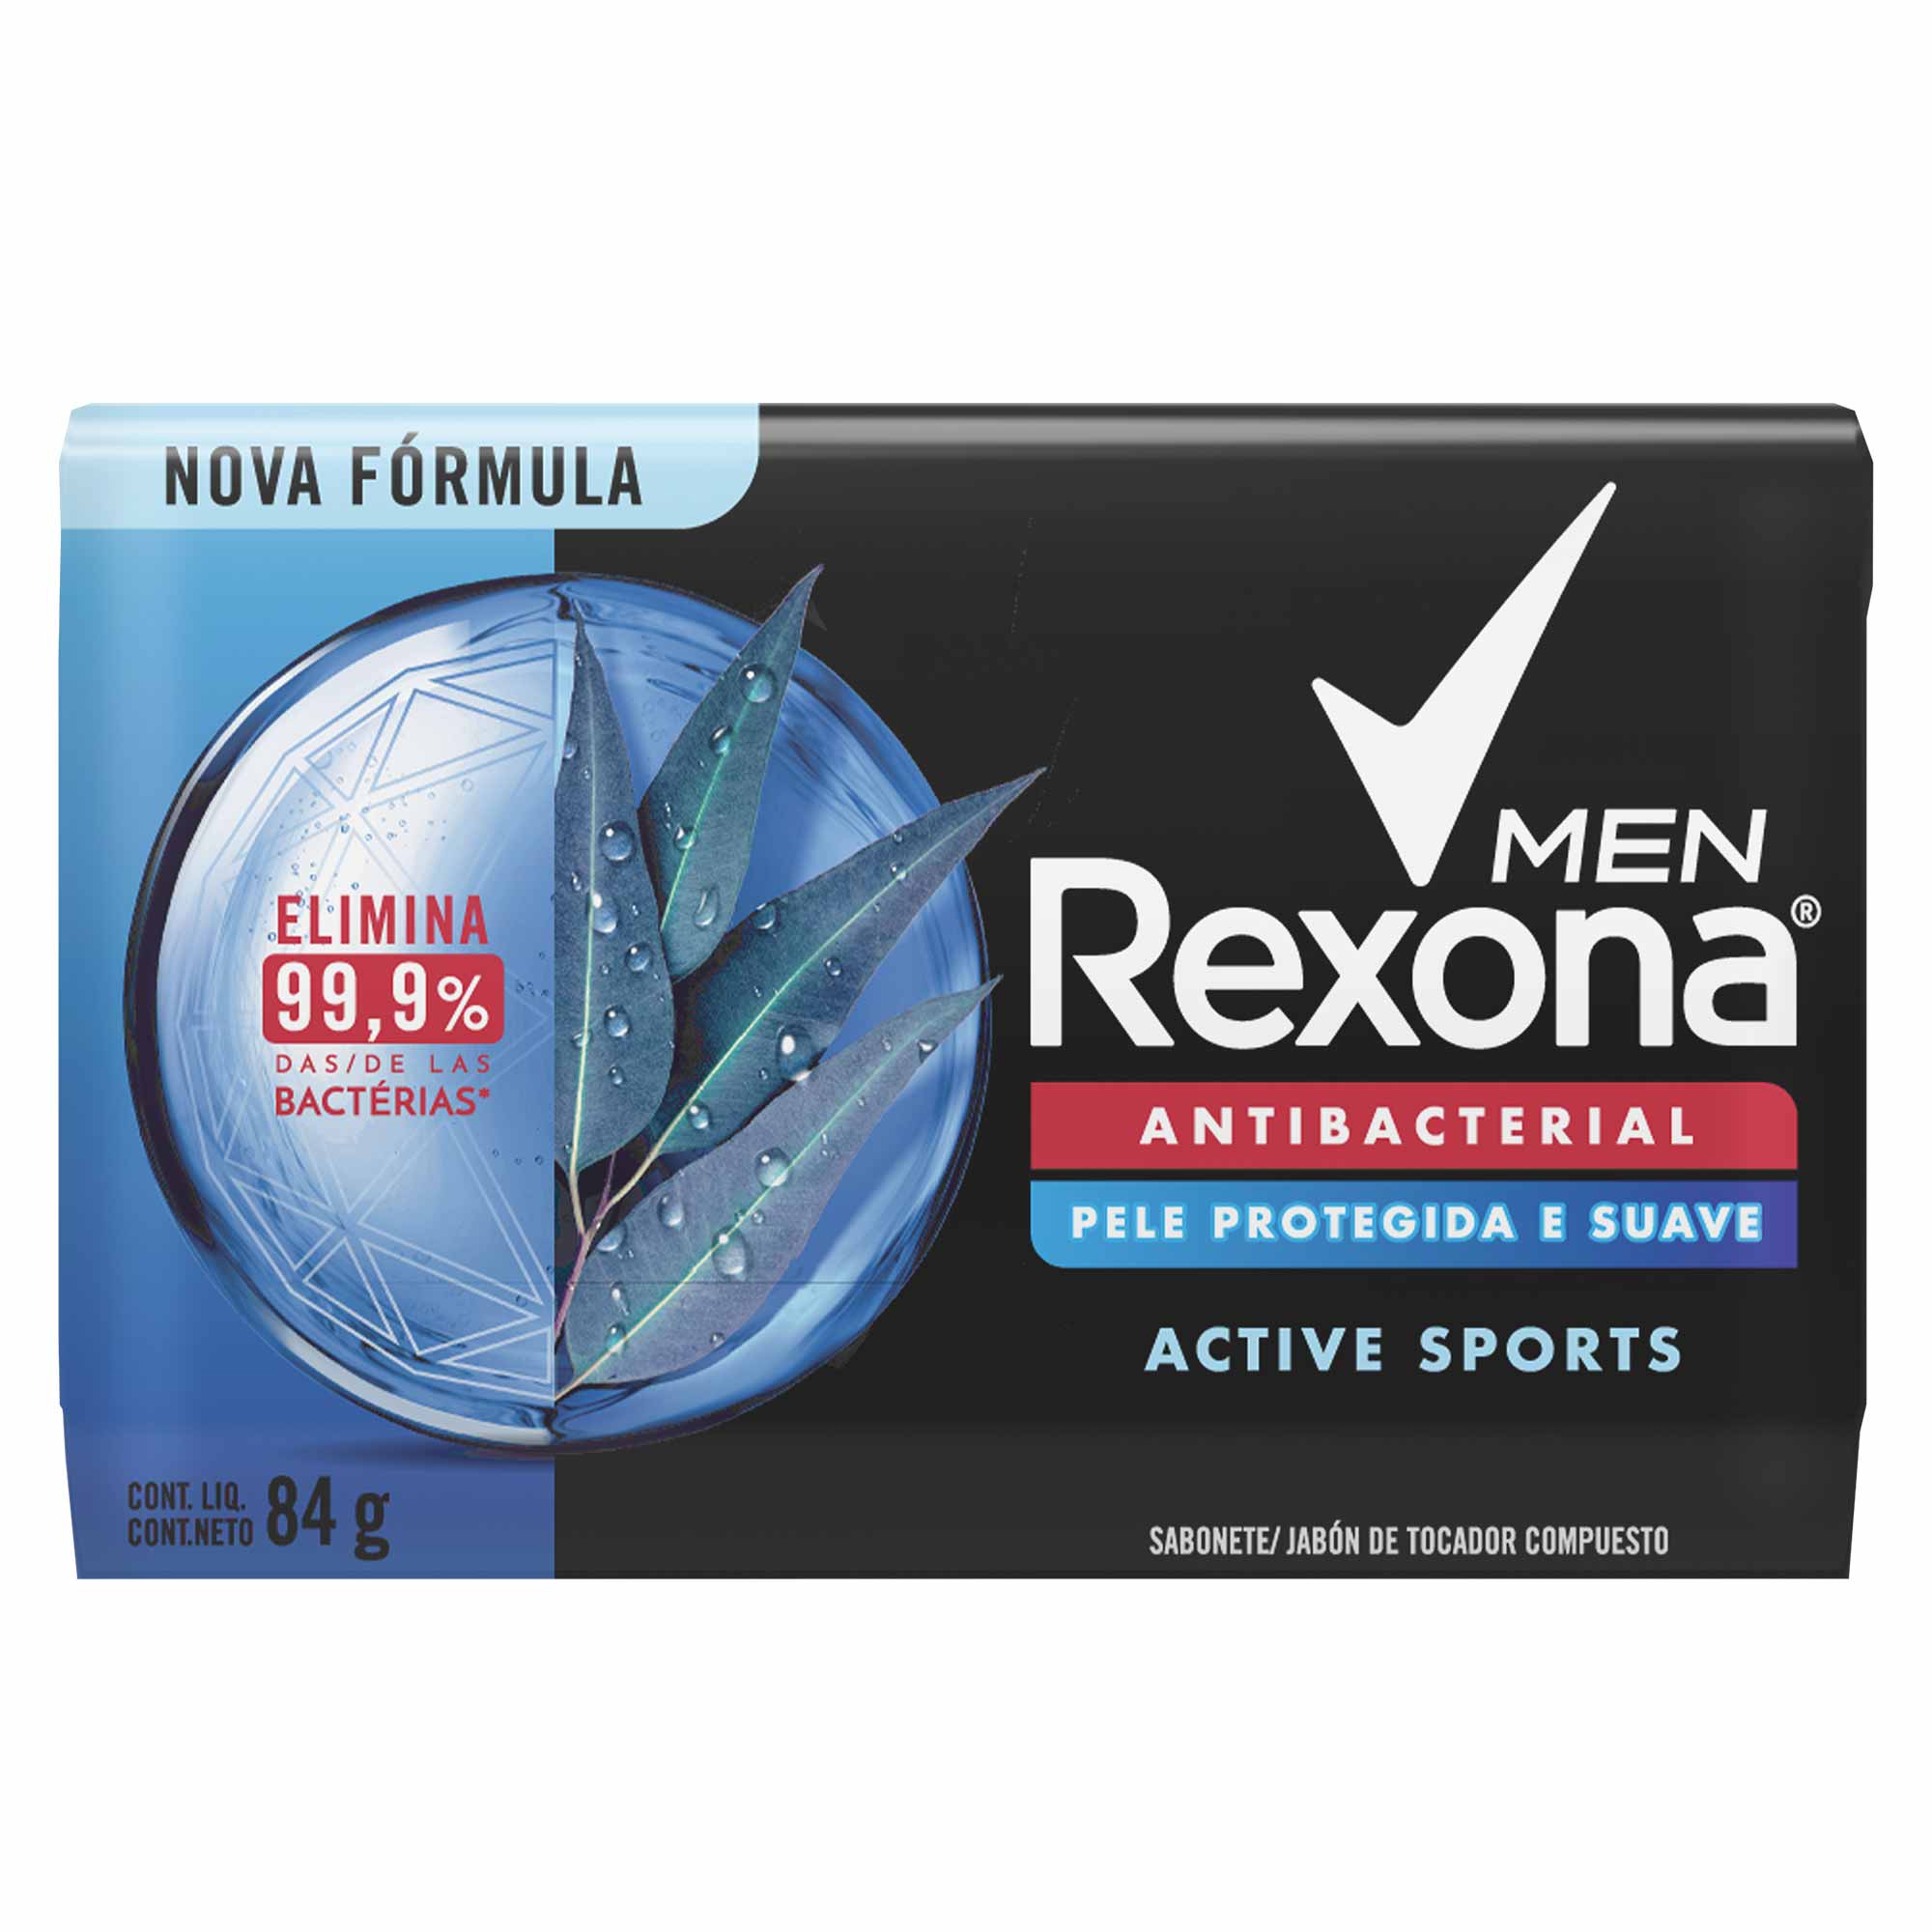 NOVA FÓRMULA
ELIMINA
99,9%
DAS/DE LAS
BACTÉRIAS*
MEN
Rexona®
ANTIBACTERIAL
PELE PROTEGIDA E SUAVE
ACTIVE SPORTS
CONT. LIQ.
CONT.NETO 84 g
SABONETE/ JABÓN DE TOCADOR COMPUESTO